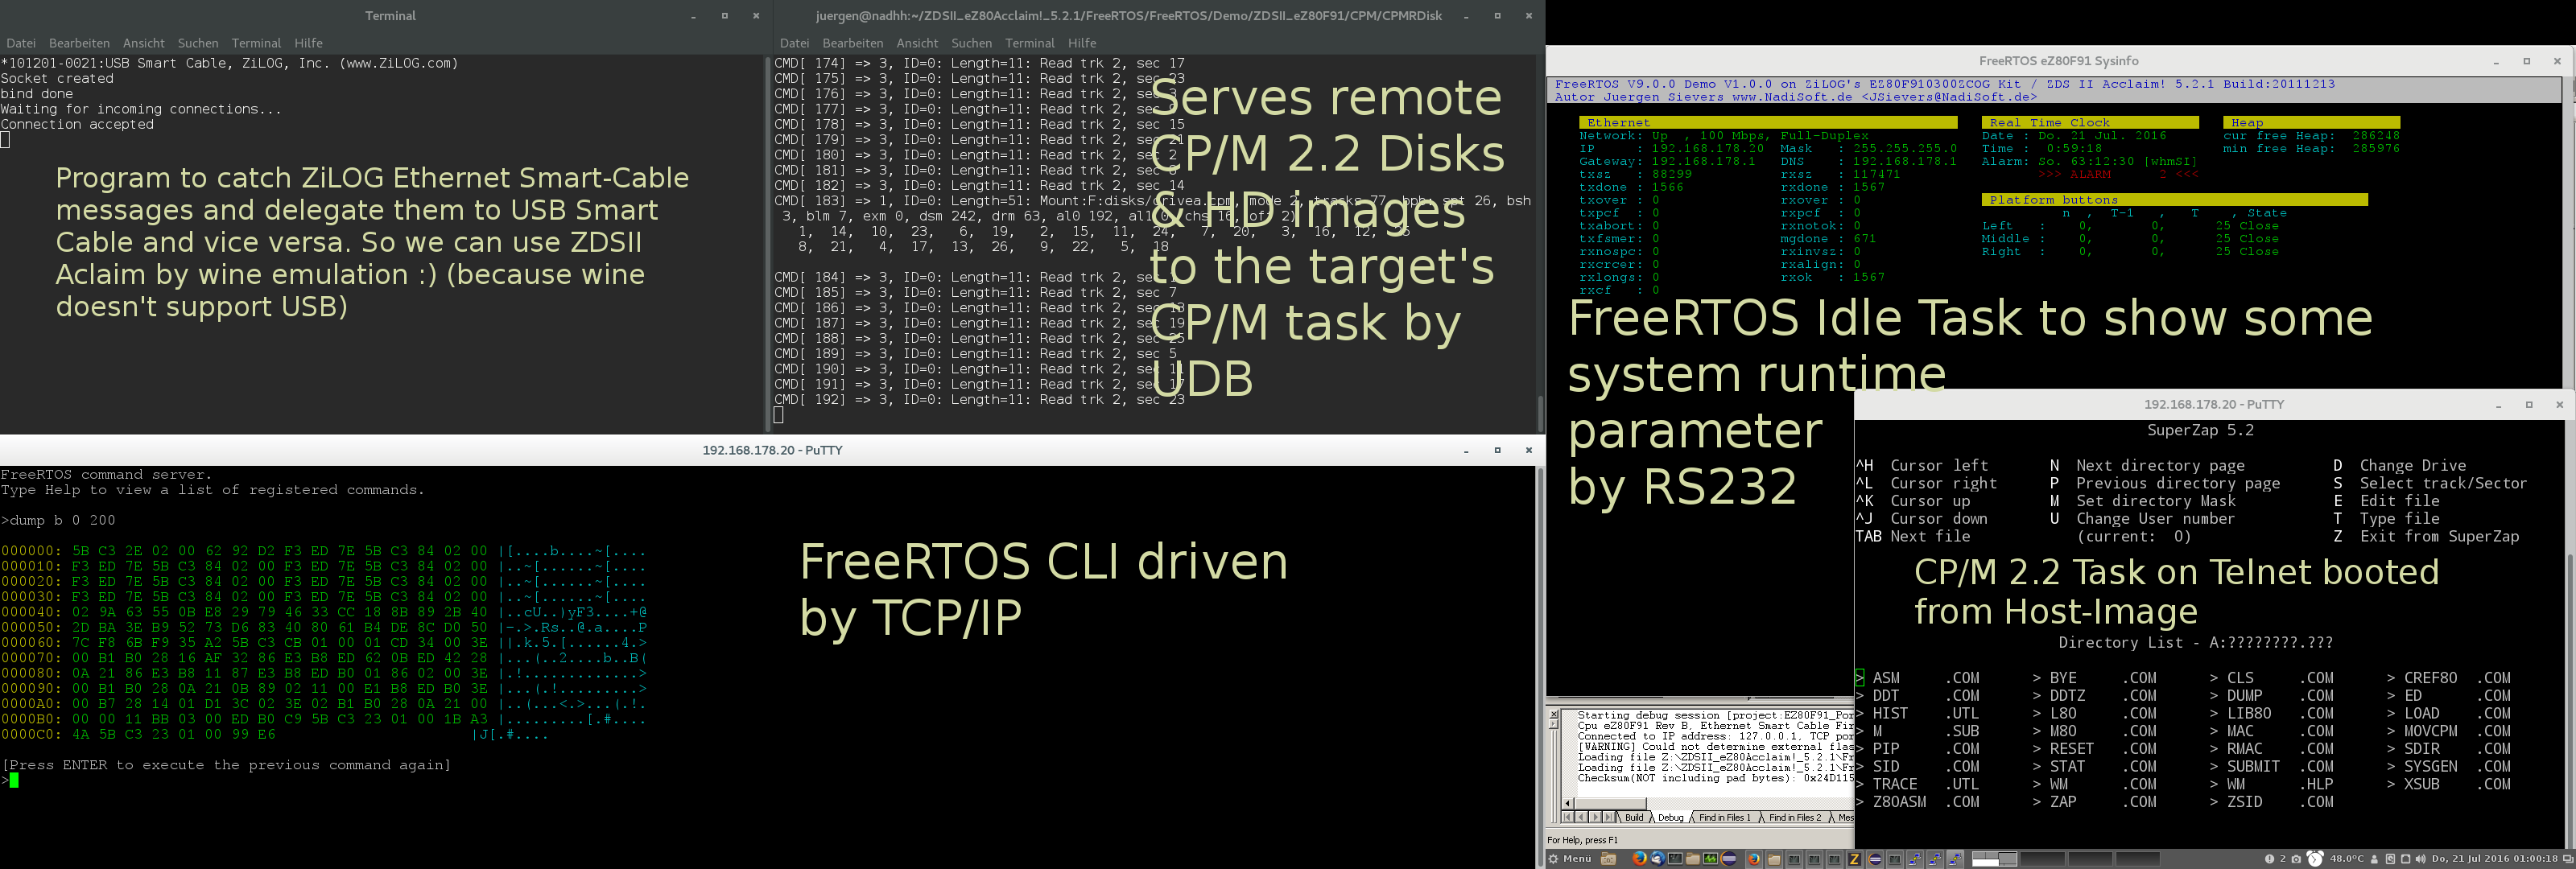 Terminal
Datei Bearbeiten Ansicht Suchen Terminal Hilfe
*101201-0021:USB Smart Cable, ZiLOG, Inc. (www.ZiLOG.com)
Socket created
bind done
Waiting for incoming connections...
Connection accepted
Program to catch ZiLOG Ethernet Smart-Cable
messages and delegate them to USB Smart
Cable and vice versa. So we can use ZDSII
Aclaim by wine emulation :) (because wine
doesn't support USB)
juergen@nadhh:~/ZDSII_eZ80Acclaim!_5.2.1/FreeRTOS/FreeRTOS/Demo/ZDSII_eZ80F91/CPM/CPMRDisk
Datei Bearbeiten Ansicht Suchen Terminal Hilfe
CMD[ 174] => 3, ID=0: Length=11: Read trk 2, sec 17
CMD[ 175] => 3, ID=0: Length=11: Read trk 2, sec 23
CMD[ 176] => 3, ID=0: Length=11: Read trk 2, sec 3
CMD[ 177] => 3, ID=0: Length=11: Read trk 2, sec 9
CMD[ 178] => 3, ID=0: Length=11: Read trk 2, sec 15
CMD[ 179] => 3, ID=0: Length=11: Read trk 2, sec 21
CMD[ 180] => 3, ID=0: Length=11: Read trk 2, sec 2
CMD[ 181] => 3, ID=0: Length=11: Read trk 2, sec 8
CMD[ 182] => 3, ID=0: Length=11: Read trk 2, sec 14
CMD[ 183] => 1, ID=0: Length=51: Mount:F:disks/drivea.cpm, mode 2, tracks 77, bpb: spt 26, bsh
3, blm 7, exm 0, dsm 242, drm 63, al0 192, al1 0, chs 16, off 2)
1, 14, 10, 23, 6, 19, 2, 15, 11, 24, 7, 20, 3, 16, 12, 25
8, 21, 4, 17, 13, 26, 9, 22, 5, 18
CMD[ 184] => 3, ID=0: Length=11: Read trk 2, sec 1
CMD[ 185] => 3, ID=0: Length=11: Read trk 2, sec 7
CMD[ 186] => 3, ID=0: Length=11: Read trk 2, sec 13
CMD[ 187] => 3, ID=0: Length=11: Read trk 2, sec 19
CMD[ 188] => 3, ID=0: Length=11: Read trk 2, sec 25
CMD[ 189] => 3, ID=0: Length=11: Read trk 2, sec 5
CMD[ 190] => 3, ID=0: Length=11: Read trk 2, sec 11
CMD[ 191] => 3, ID=0: Length=11: Read trk 2, sec 17
CMD[ 192] => 3, ID=0: Length=11: Read trk 2, sec 23
Serves remote
CP/M 2.2 Disks
& HD images
to the target's
CP/M task by
UDB
192.168.178.20 - PuTTY
FreeRTOS command server.
Type Help to view a list of registered commands.
>dump b 0 200
000000: 5B C3 2E 02 00 62 92 D2 F3 ED 7E 5B C3 84 02 00 |[....b....~[....
000010: F3 ED 7E 5B C3 84 02 00 F3 ED 7E 5B C3 84 02 00 |..~[......~[....
000020: F3 ED 7E 5B C3 84 02 00 F3 ED 7E 5B C3 84 02 00 |..~[......~[....
000030: F3 ED 7E 5B C3 84 02 00 F3 ED 7E 5B C3 84 02 00 |..~[......~[....
000040: 02 9A 63 55 0B E8 29 79 46 33 CC 18 8B 89 2B 40 |..cU..)yF3....+@
000050: 2D BA 3E B9 52 73 D6 83 40 80 61 B4 DE 8C D0 50 |-.>.Rs..@.a....P
000060: 7C F8 6B F9 35 A2 5B C3 CB 01 00 01 CD 34 00 3E ||.k.5.[......4.>
000070: 00 B1 B0 28 16 AF 32 86 E3 B8 ED 62 0B ED 42 28 |...(..2....b..B(
000080: 0A 21 86 E3 B8 11 87 E3 B8 ED B0 01 86 02 00 3E |.!.............>
000090: 00 B1 B0 28 0A 21 0B 89 02 11 00 E1 B8 ED B0 3E |...(.!.........>
0000A0: 00 B7 28 14 01 D1 3C 02 3E 02 B1 B0 28 0A 21 00 |..(...<.>...(.!.
0000B0: 00 00 11 BB 03 00 ED B0 C9 5B C3 23 01 00 1B A3 |.........[.#....
0000C0: 4A 5B C3 23 01 00 99 E6 |J[.#....
[Press ENTER to execute the previous command again]
>
FreeRTOS CLI driven
by TCP/IP
FreeRTOS eZ80F91 Sysinfo
FreeRTOS V9.0.0 Demo V1.0.0 on ZiLOG's EZ80F910300ZCOG Kit / ZDS II Acclaim! 5.2.1 Build:20111213
Autor Juergen Sievers www.NadiSoft.de <JSievers@NadiSoft.de>
Ethernet Real Time Clock Heap
Network: Up , 100 Mbps, Full-Duplex Date : Do. 21 Jul. 2016 cur free Heap: 286248
IP : 192.168.178.20 Mask : 255.255.255.0 Time : 0:59:18 min free Heap: 285976
Gateway: 192.168.178.1 DNS : 192.168.178.1 Alarm: So. 63:12:30 [whmSI]
txsz : 88299 rxsz : 117471 >>> ALARM 2 <<<
txdone : 1566 rxdone : 1567
txover : 0 rxover : 0 Platform buttons
txpcf : 0 rxpcf : 0 n , T-1 , T , State
txabort: 0 rxnotok: 0 Left : 0, 0, 25 Close
txfsmer: 0 mgdone : 671 Middle : 0, 0, 25 Close
rxnospc: 0 rxinvsz: 0 Right : 0, 0, 25 Close
rxcrcer: 0 rxalign: 0
rxlongs: 0 rxok : 1567
rxcf : 0
FreeRTOS Idle Task to show some
system runtime
parameter
by RS232
192.168.178.20 - PuTTY
SuperZap 5.2
^H Cursor left N Next directory page D Change Drive
^L Cursor right P Previous directory page S Select track/Sector
^K Cursor up M Set directory Mask E Edit file
^J Cursor down U Change User number T Type file
TAB Next file (current: 0) Z Exit from SuperZap
CP/M 2.2 Task on Telnet booted
from Host-Image
Directory List - A:????????.???
> ASM .COM > BYE .COM > CLS .COM > CREF80 .COM
> DDT .COM > DDTZ .COM > DUMP .COM > ED .COM
> HIST .UTL > L80 .COM > LIB80 .COM > LOAD .COM
> M .SUB > M80 .COM > MAC .COM > MOVCPM .COM
> PIP .COM > RESET .COM > RMAC .COM > SDIR .COM
> SID .COM > STAT .COM > SUBMIT .COM > SYSGEN .COM
> TRACE .UTL > WM .COM > WM .HLP > XSUB .COM
> Z80ASM .COM > ZAP .COM > ZSID .COM
Starting debug session [project:EZ80F91_Por
Cpu eZ80F91 Rev B, Ethernet Smart Cable Fir
Connected to IP address: 127.0.0.1, TCP por
[WARNING] Could not determine external flas
Loading file Z:\ZDSII_eZ80Acclaim!_5.2.1\Fr
Loading file Z:\ZDSII_eZ80Acclaim!_5.2.1\Fr
Checksum(NOT including pad bytes): 0x24D115
Build Debug Find in Files 1 Find in Files 2 Mes
For Help, press F1
Menü 2 48.0°C Do, 21 Jul 2016 01:00:18